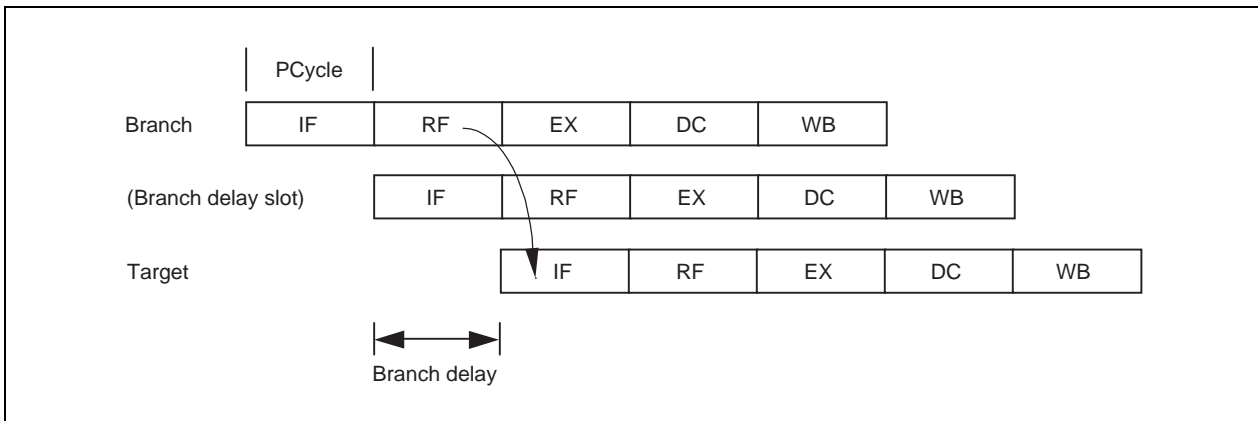 PCycle
Branch IF RF EX DC WB
(Branch delay slot) IF RF EX DC WB
Target IF RF EX DC WB
Branch delay